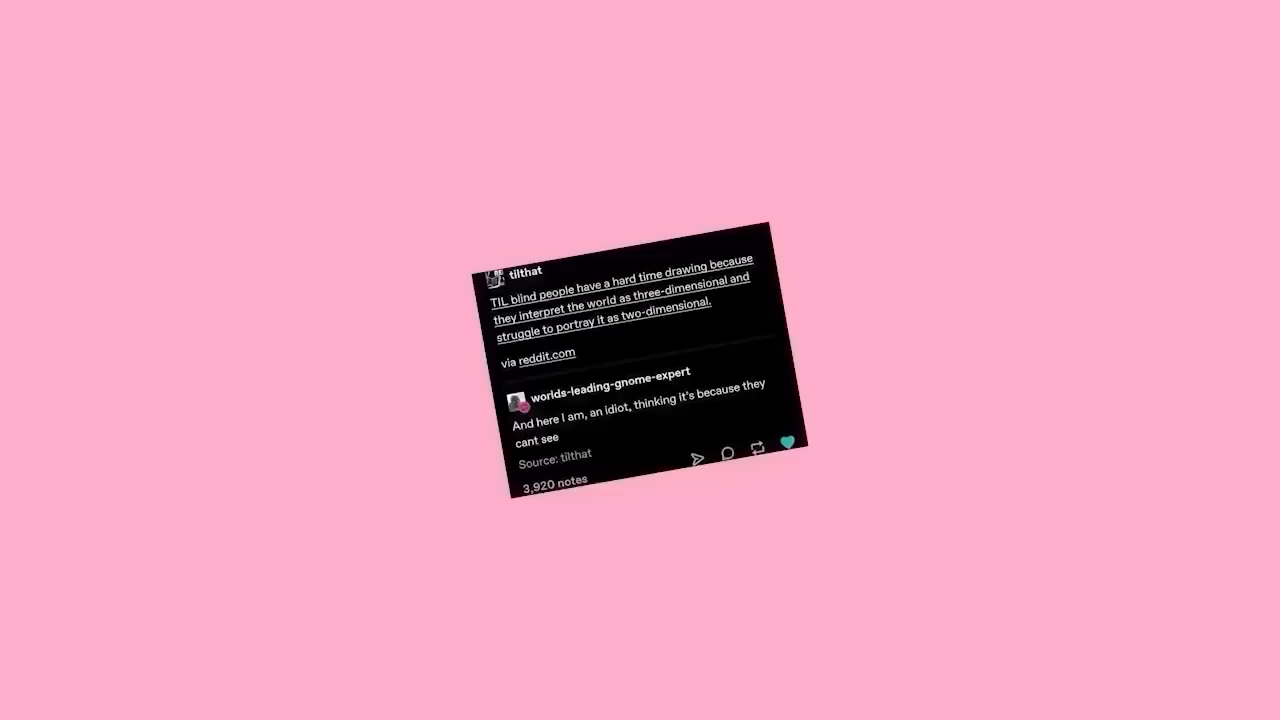 tilthat
TIL blind people have a hard time drawing because
they interpret the world as three-dimensional and
struggle to portray it as two-dimensional.
via reddit.com
worlds-leading-gnome-expert
And here I am, an idiot, thinking it's because they
cant see
Source: tilthat
3,920 notes